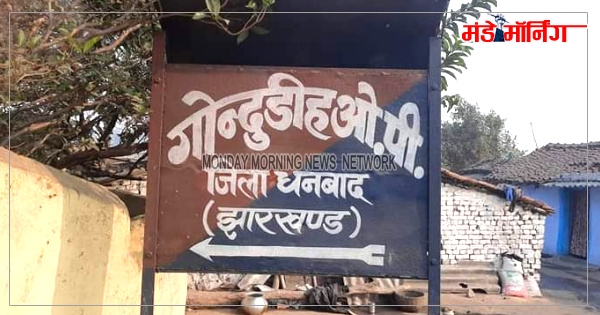 मंडे मॉर्निंग
गोन्दुडीह ओ.पी.
MONDAY MORNING NEWS NETWORK
जिला धनबाद
(झारखण्ड)